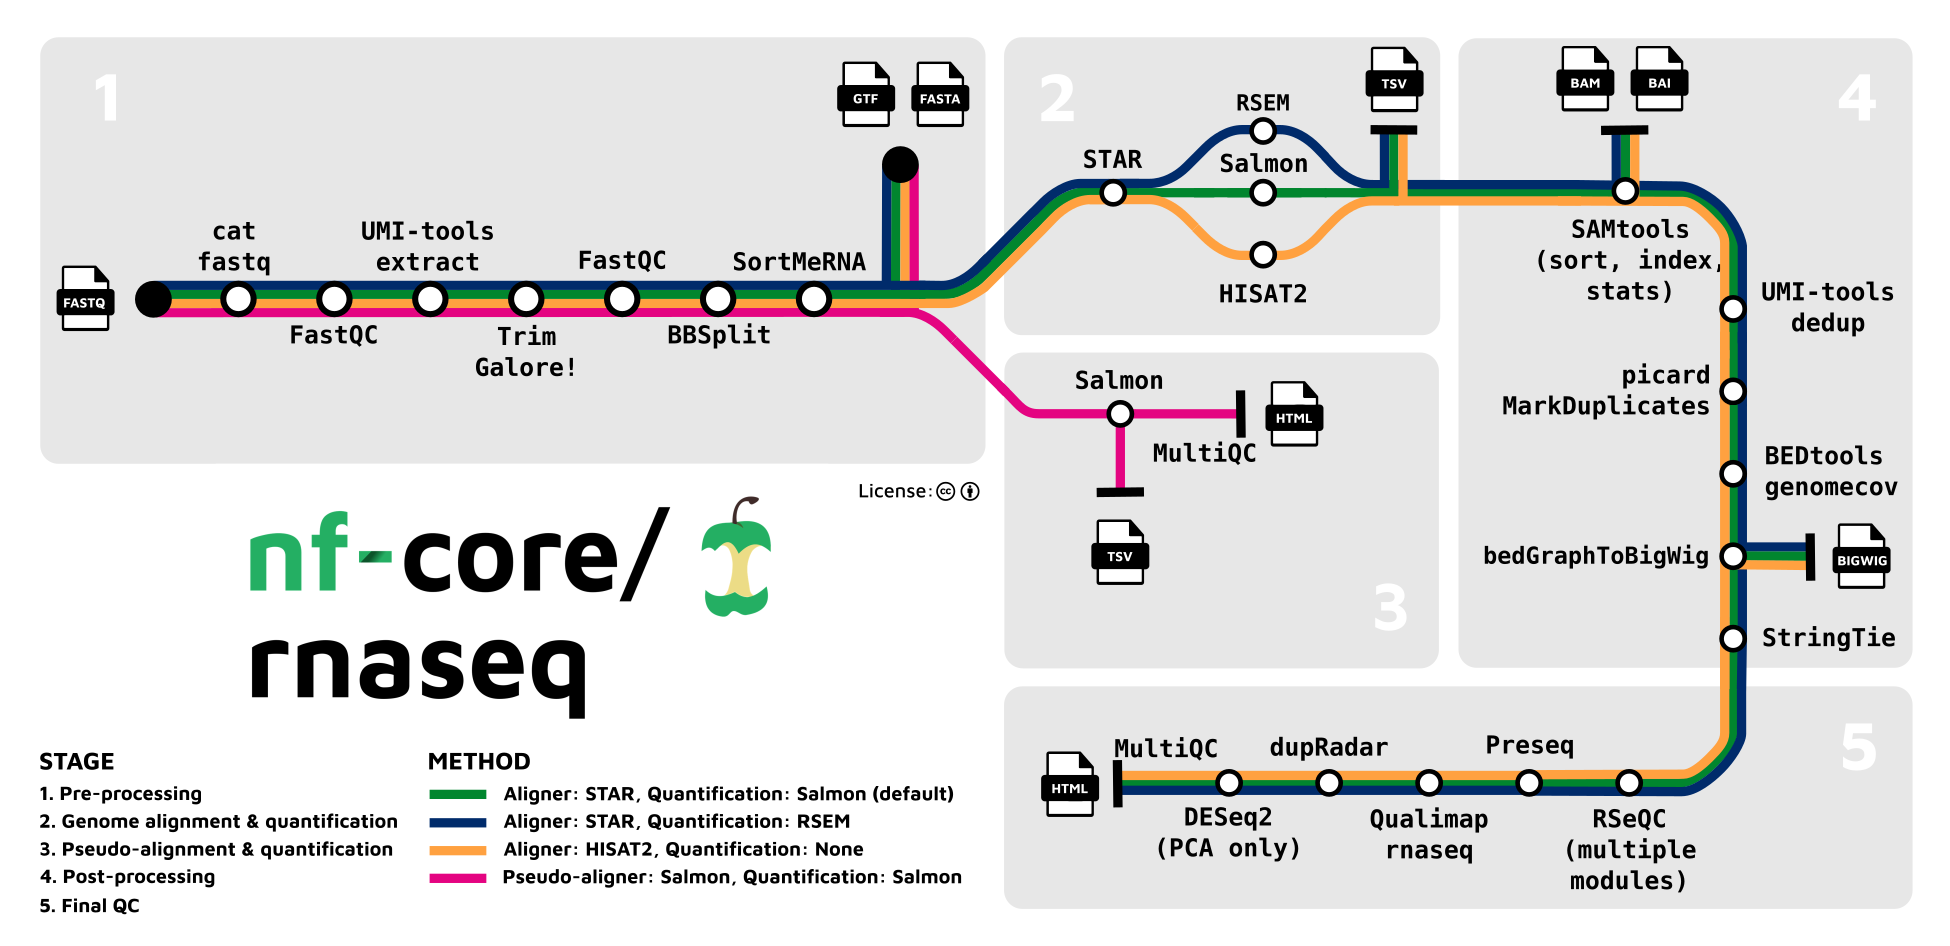 1
GTF
FASTA
cat
fastq
UMI-tools
extract
FastQC
SortMeRNA
FASTQ
FastQC
Trim
Galore!
BBSplit
2
TSV
RSEM
STAR
Salmon
HISAT2
BAM
BAI
4
SAMtools
(sort, index,
stats)
UMI-tools
dedup
picard
MarkDuplicates
BEDtools
genomecov
bedGraphToBigWig
BIGWIG
StringTie
Salmon
HTML
MultiQC
TSV
3
License: cc
nf-core/
rnaseq
5
MultiQC
dupRadar
Preseq
HTML
DESeq2
(PCA only)
Qualimap
rnaseq
RSeQC
(multiple
modules)
STAGE
1. Pre-processing
2. Genome alignment & quantification
3. Pseudo-alignment & quantification
4. Post-processing
5. Final QC
METHOD
Aligner: STAR, Quantification: Salmon (default)
Aligner: STAR, Quantification: RSEM
Aligner: HISAT2, Quantification: None
Pseudo-aligner: Salmon, Quantification: Salmon